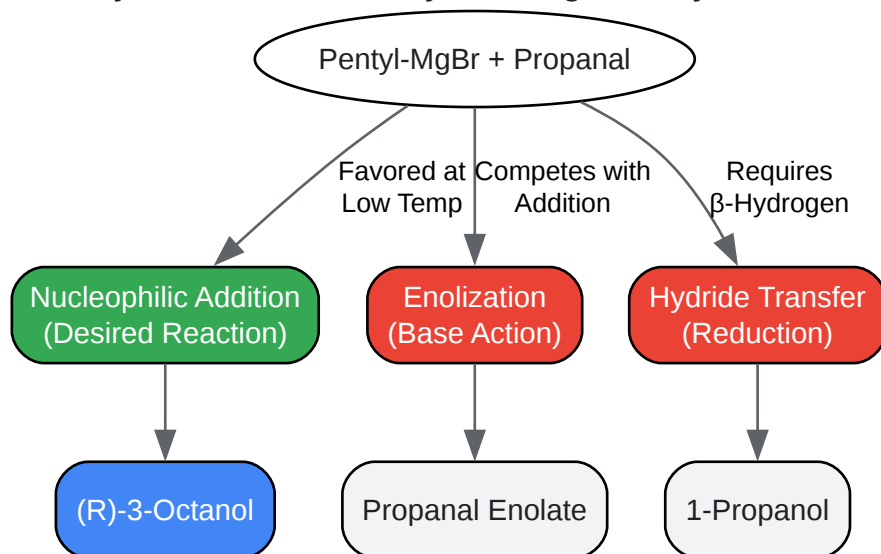 Pentyl-MgBr + Propanal
Favored at
Low Temp
Competes with
Addition
Requires
β-Hydrogen
Nucleophilic Addition
(Desired Reaction)
Enolization
(Base Action)
Hydride Transfer
(Reduction)
(R)-3-Octanol
Propanal Enolate
1-Propanol